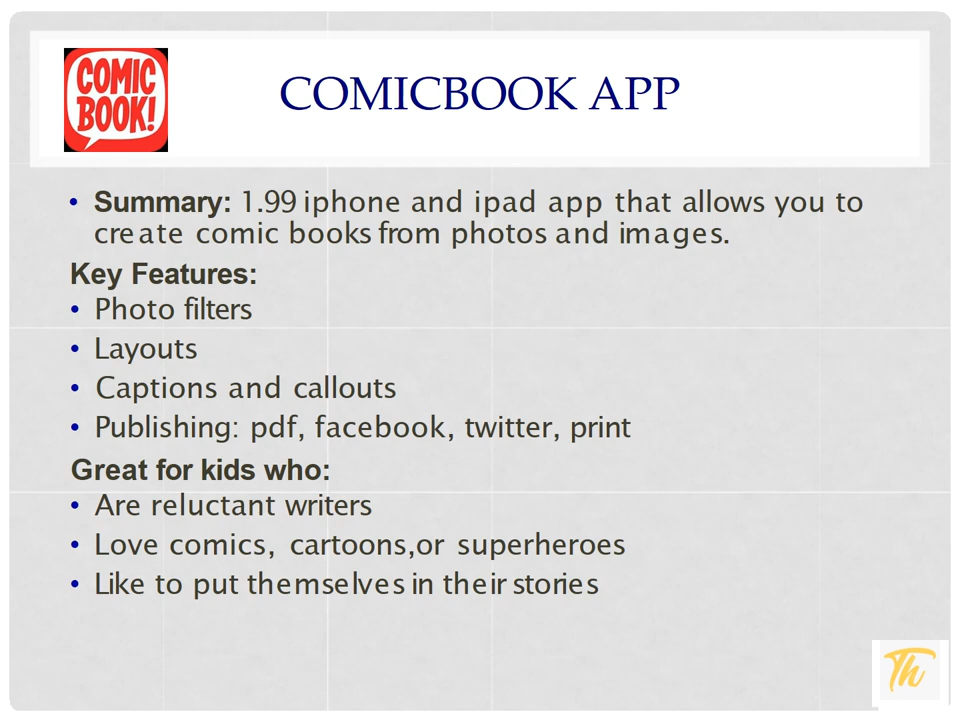 COMIC
BOOK!
COMICBOOK APP
• Summary: 1.99 iphone and ipad app that allows you to
create comic books from photos and images.
Key Features:
• Photo filters
• Layouts
• Captions and callouts
• Publishing: pdf, facebook, twitter, print
Great for kids who:
• Are reluctant writers
• Love comics, cartoons,or superheroes
• Like to put themselves in their stories
Th